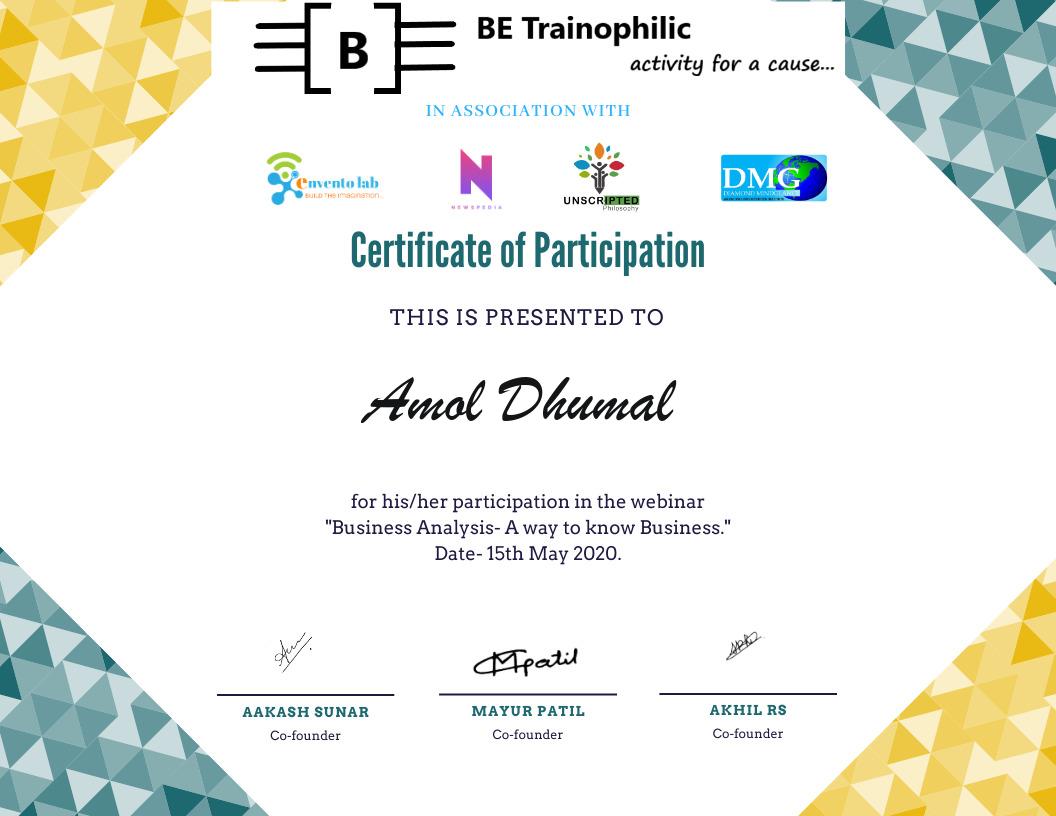 B
BE Trainophilic
activity for a cause...
IN ASSOCIATION WITH
envento lab
BUILD THE IMAGINATION...
N
NEWSPEDIA
UNSCRIPTED
Philosophy
DMG
Certificate of Participation
THIS IS PRESENTED TO
Amol Dhumal
for his/her participation in the webinar
"Business Analysis- A way to know Business."
Date- 15th May 2020.
Mpatil
AAKASH SUNAR
Co-founder
MAYUR PATIL
Co-founder
AKHIL RS
Co-founder